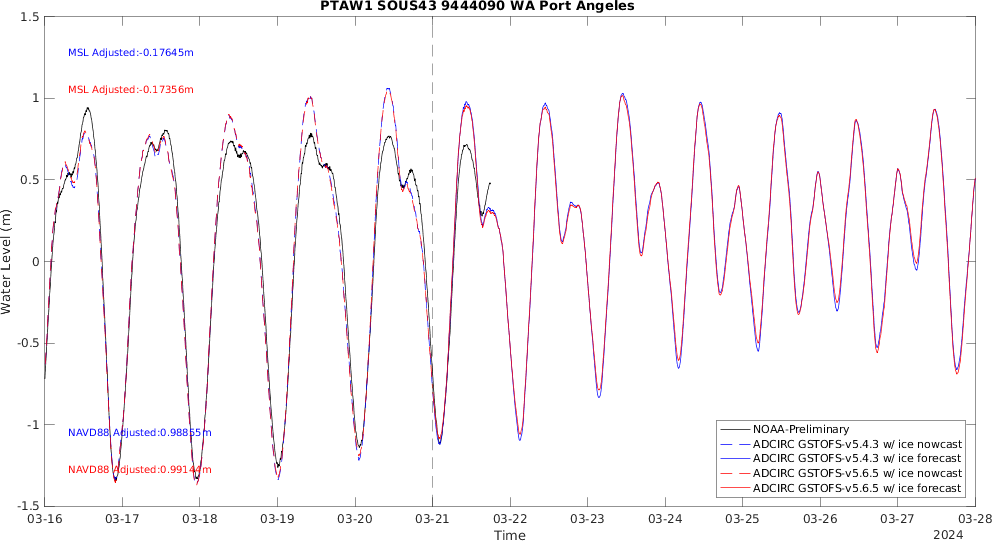 PTAW1 SOUS43 9444090 WA Port Angeles
1.5
MSL Adjusted:-0.17645m
MSL Adjusted:-0.17356m
1
0.5
Water Level (m)
0
-0.5
-1
NAVD88 Adjusted:0.98855m
NAVD88 Adjusted:0.99144m
-1.5
NOAA-Preliminary
ADCIRC GSTOFS-v5.4.3 w/ ice nowcast
ADCIRC GSTOFS-v5.4.3 w/ ice forecast
ADCIRC GSTOFS-v5.6.5 w/ ice nowcast
ADCIRC GSTOFS-v5.6.5 w/ ice forecast
03-16 03-17 03-18 03-19 03-20 03-21 03-22 03-23 03-24 03-25 03-26 03-27 03-28
Time
2024